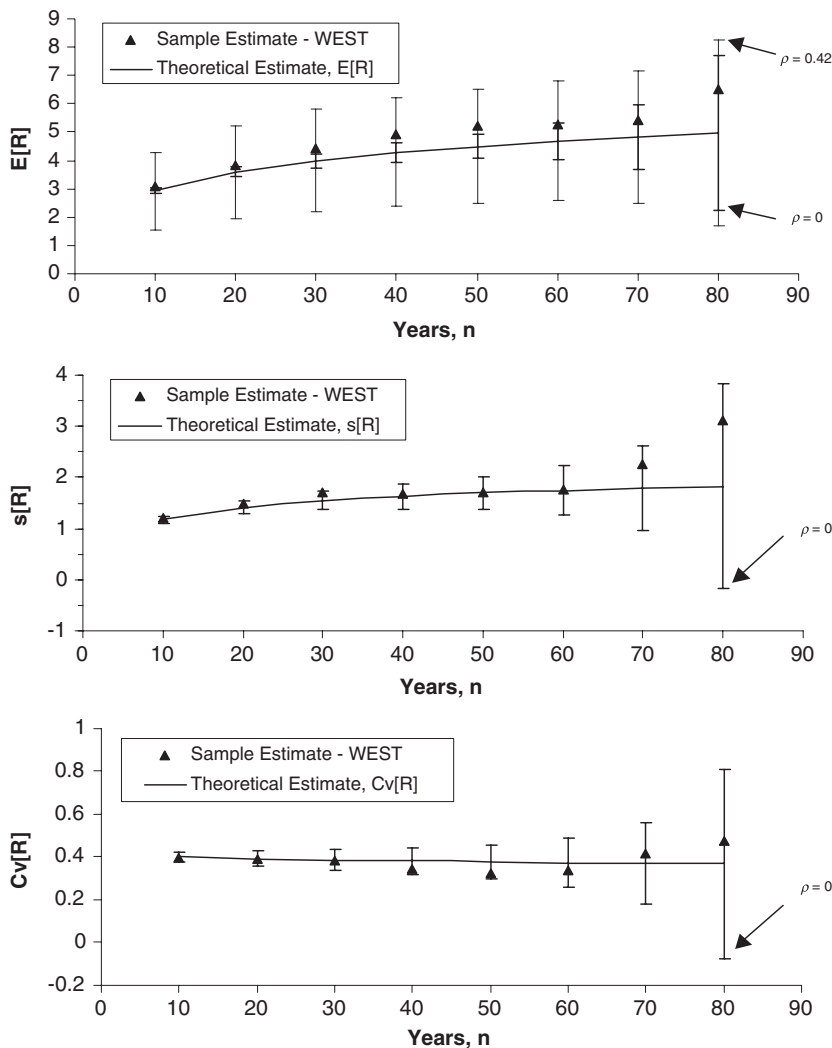 9
8
7
6
5
4
3
2
1
0
E[R]
Sample Estimate - WEST
Theoretical Estimate, E[R]
ρ = 0.42
ρ = 0
0 10 20 30 40 50 60 70 80 90
Years, n
4
3
2
1
0
-1
s[R]
Sample Estimate - WEST
Theoretical Estimate, s[R]
ρ = 0
0 10 20 30 40 50 60 70 80 90
Years, n
1
0.8
0.6
0.4
0.2
0
-0.2
Cv[R]
Sample Estimate - WEST
Theoretical Estimate, Cv[R]
ρ = 0
0 10 20 30 40 50 60 70 80 90
Years, n